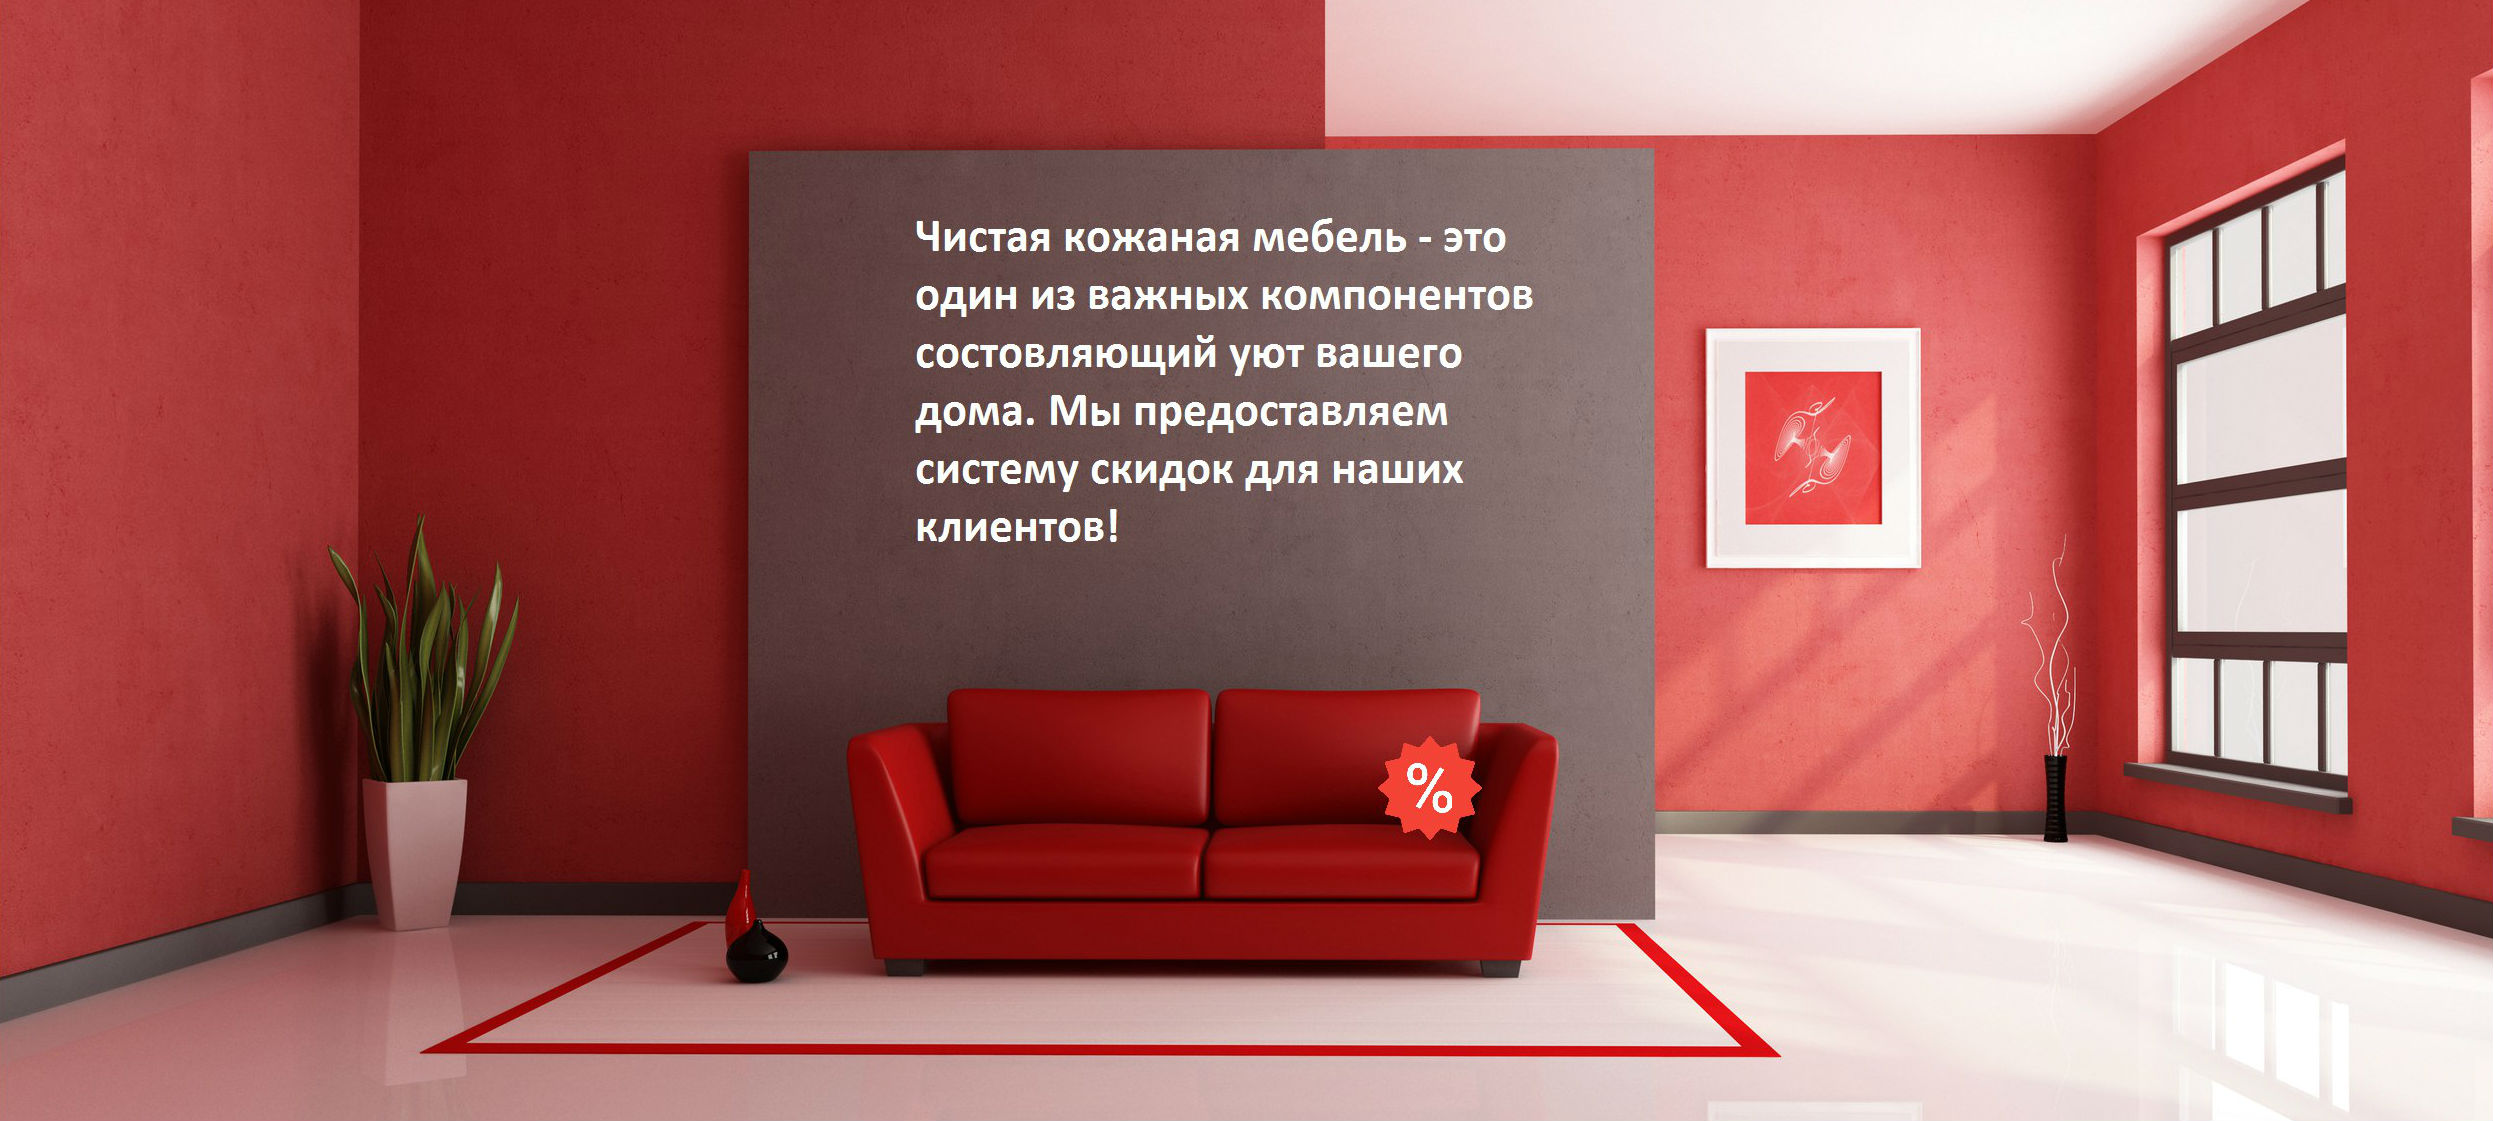 Чистая кожаная мебель - это
один из важных компонентов
состовляющий уют вашего
дома. Мы предоставляем
систему скидок для наших
клиентов!
%